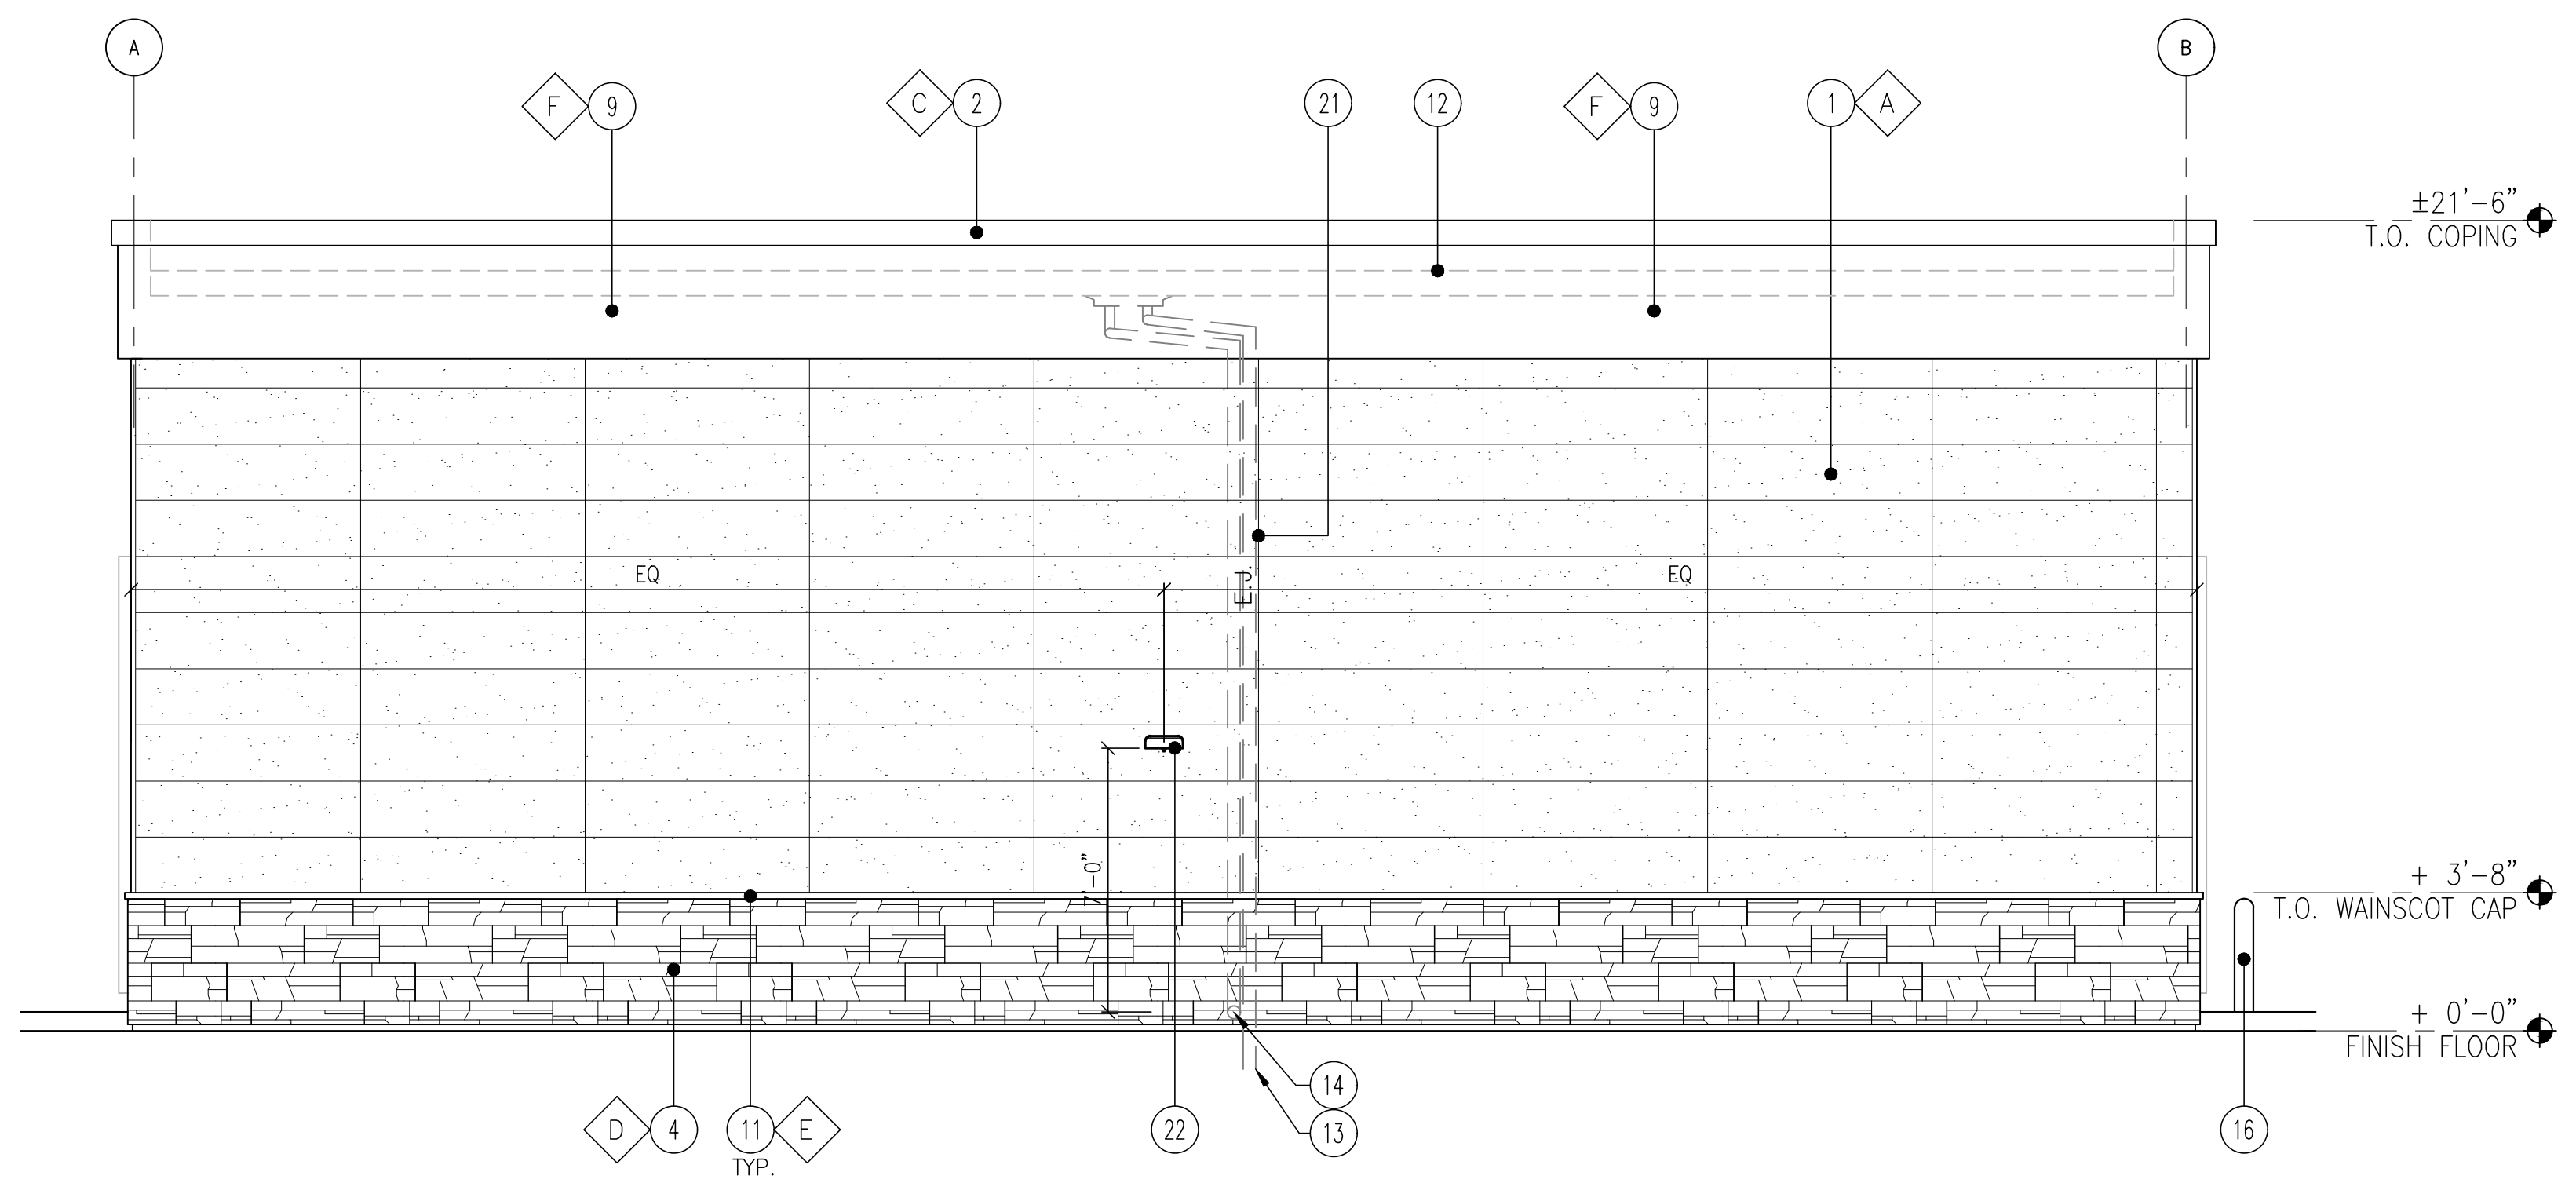 A
B
F 9
C 2
21
12
F 9
1 A
±21'-6"
T.O. COPING
EQ
E.J.
EQ
7'-0"
+ 3'-8"
T.O. WAINSCOT CAP
+ 0'-0"
FINISH FLOOR
14
13
D 4
11 E
TYP.
22
16